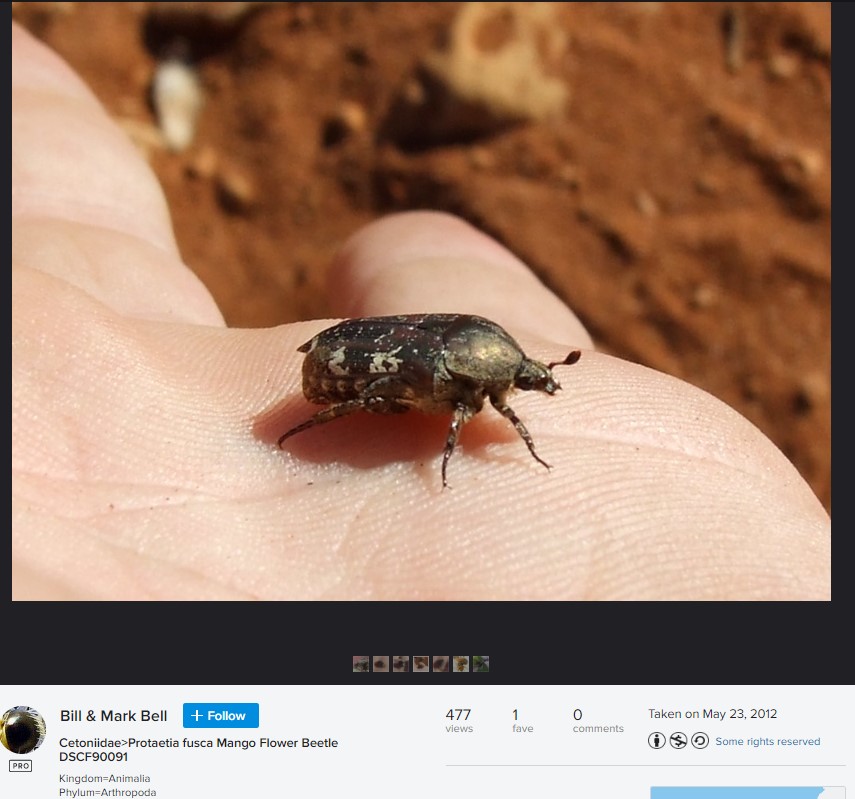 Bill & Mark Bell
+ Follow
PRO
Cetoniidae>Protaetia fusca Mango Flower Beetle
DSCF90091
Kingdom=Animalia
Phylum=Arthropoda
477
views
1
fave
0
comments
Taken on May 23, 2012
Some rights reserved